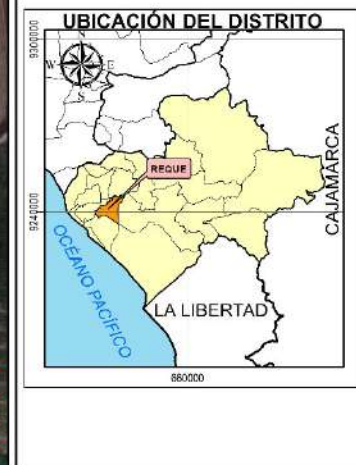 UBICACIÓN DEL DISTRITO
9300000
N
W
E
S
REQUE
CAJAMARCA
9240000
OCÉANO PACÍFICO
LA LIBERTAD
660000